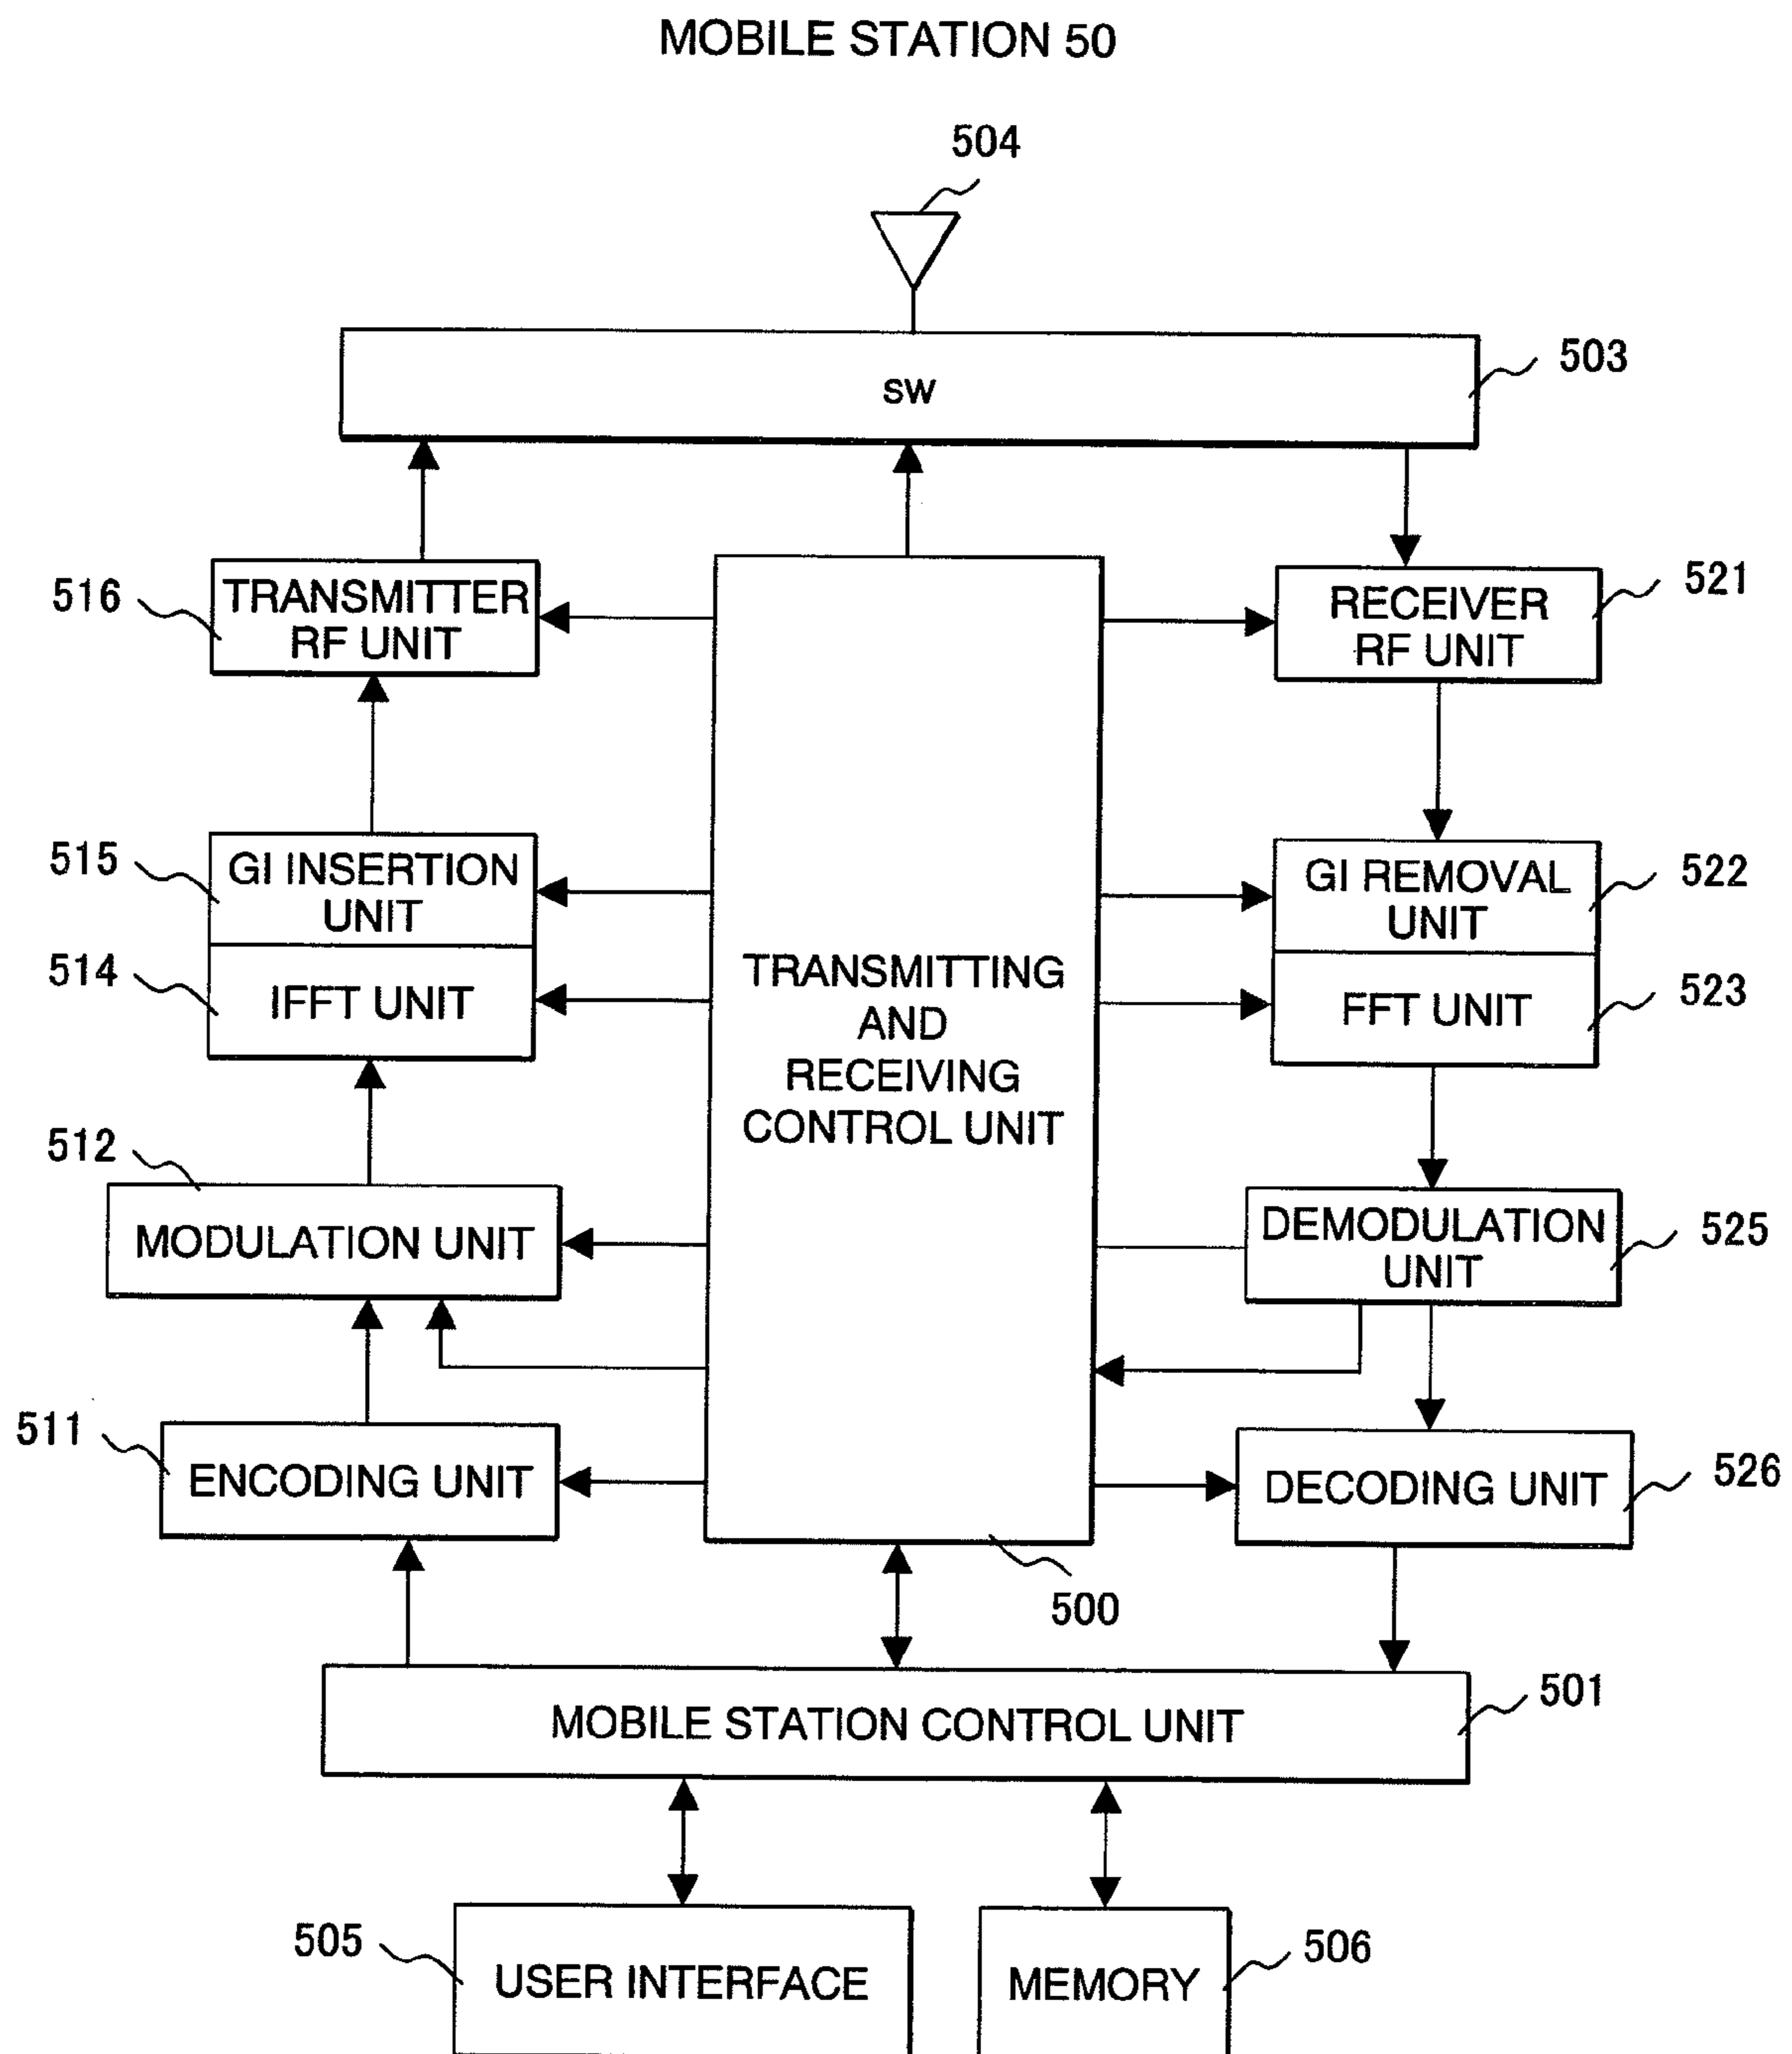 MOBILE STATION 50
504
503
SW
516
TRANSMITTER
RF UNIT
521
RECEIVER
RF UNIT
515
GI INSERTION
UNIT
522
GI REMOVAL
UNIT
514
IFFT UNIT
523
FFT UNIT
TRANSMITTING
AND
RECEIVING
CONTROL UNIT
512
MODULATION UNIT
525
DEMODULATION
UNIT
511
ENCODING UNIT
526
DECODING UNIT
500
501
MOBILE STATION CONTROL UNIT
505
USER INTERFACE
506
MEMORY